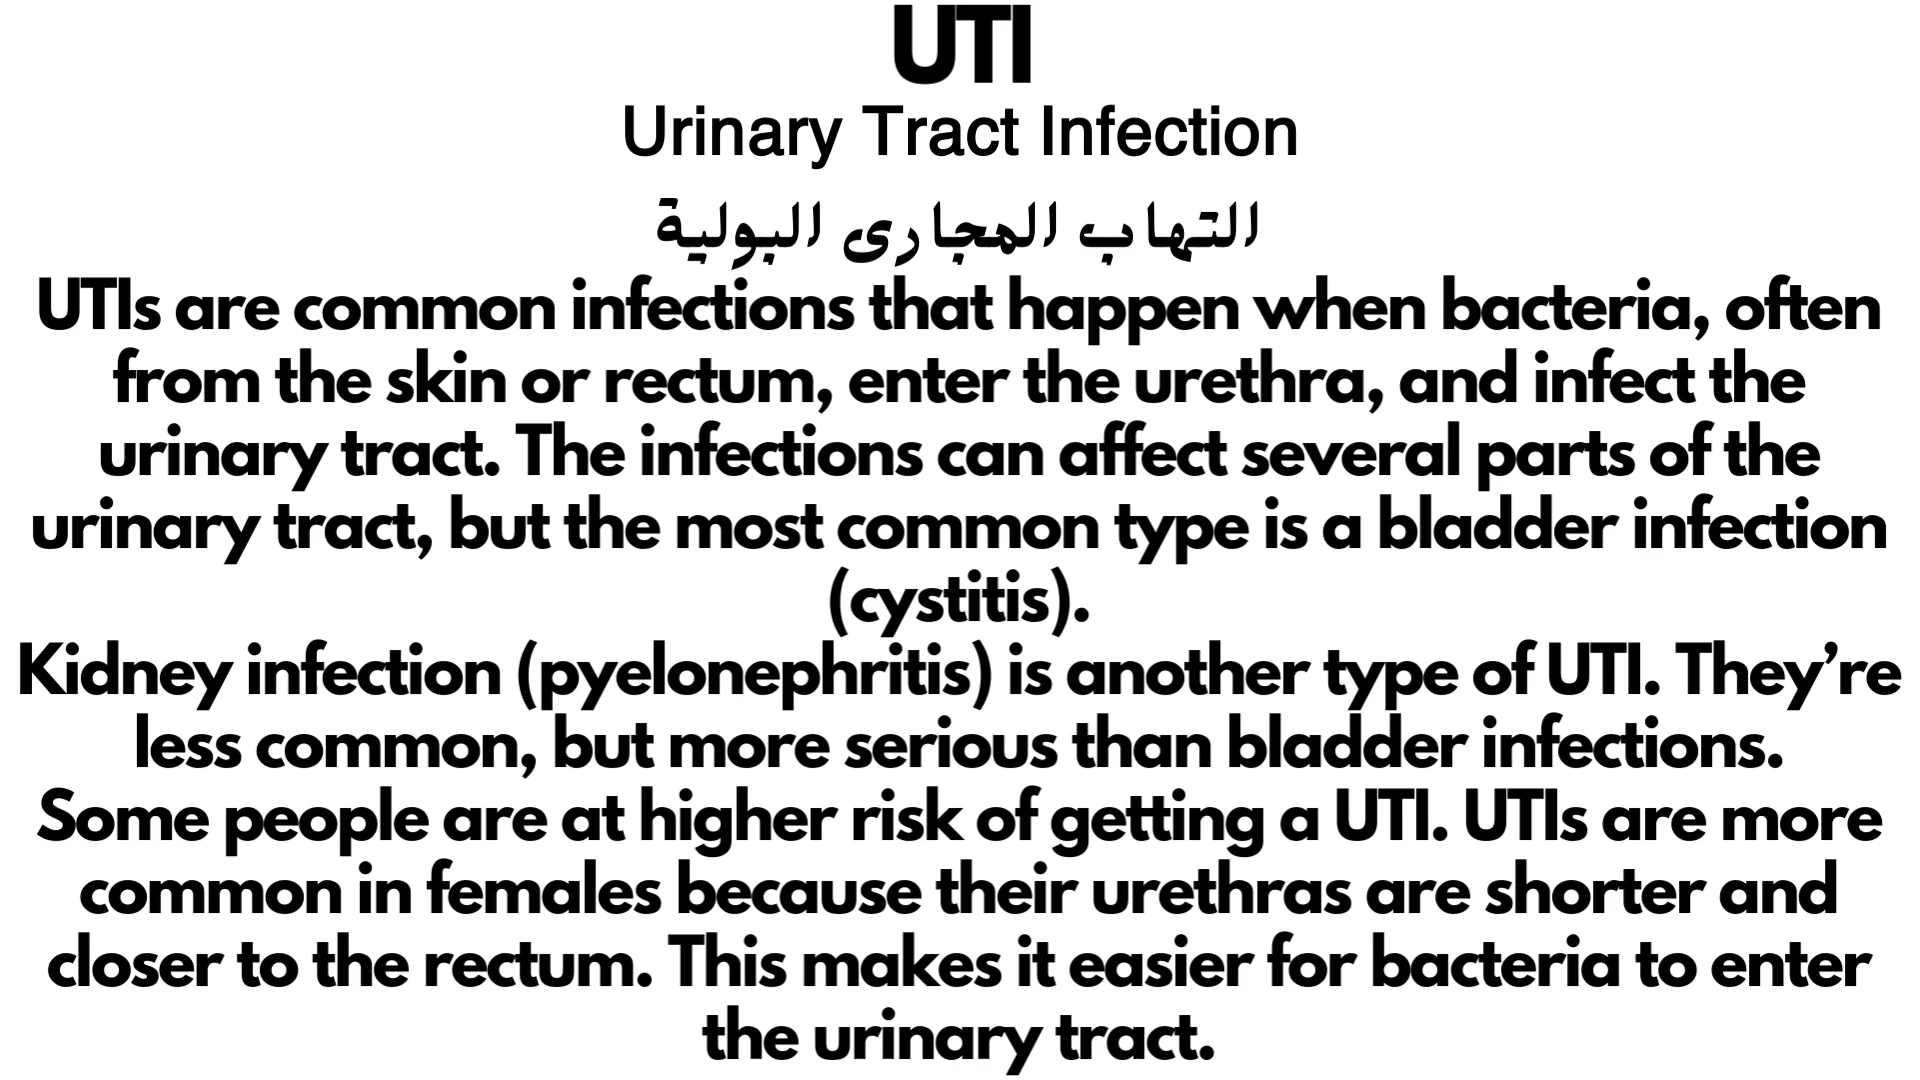 UTI
Urinary Tract Infection
التهاب المجارى البولية
UTIs are common infections that happen when bacteria, often
from the skin or rectum, enter the urethra, and infect the
urinary tract. The infections can affect several parts of the
urinary tract, but the most common type is a bladder infection
(cystitis).
Kidney infection (pyelonephritis) is another type of UTI. They’re
less common, but more serious than bladder infections.
Some people are at higher risk of getting a UTI. UTIs are more
common in females because their urethras are shorter and
closer to the rectum. This makes it easier for bacteria to enter
the urinary tract.